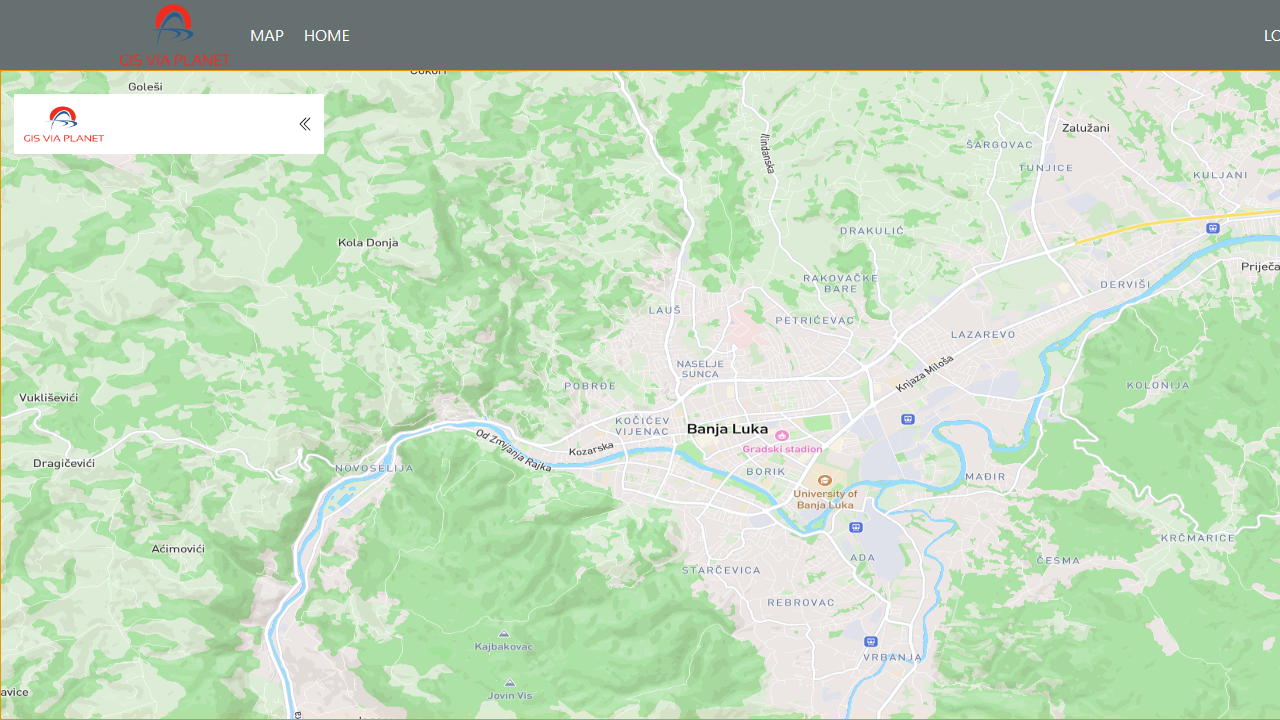 GIS VIA PLANET
MAP
HOME
Goleši
GIS VIA PLANET
Ilindanska
Zalužani
ŠARGOVAC
TUNJICE
KULJANI
DRAKULIĆ
Kola Donja
Priječa
RAKOVAČKE
BARE
DERVIŠI
LAUŠ
PETRIĆEVAC
LAZAREVO
NASELJE
SUNCA
Knjaza Miloša
POBRĐE
KOLONIJA
Vukliševići
KOČIĆEV
VIJENAC
Banja Luka
Od Zmijanja Rajka
Kozarska
Gradski stadion
Dragičevići
NOVOSELIJA
BORIK
MAĐIR
University of
Banja Luka
KRČMARICE
Aćimovići
ADA
ČESMA
STARČEVICA
REBROVAC
Kajbakovac
VRBANJA
avice
Jovin Vis